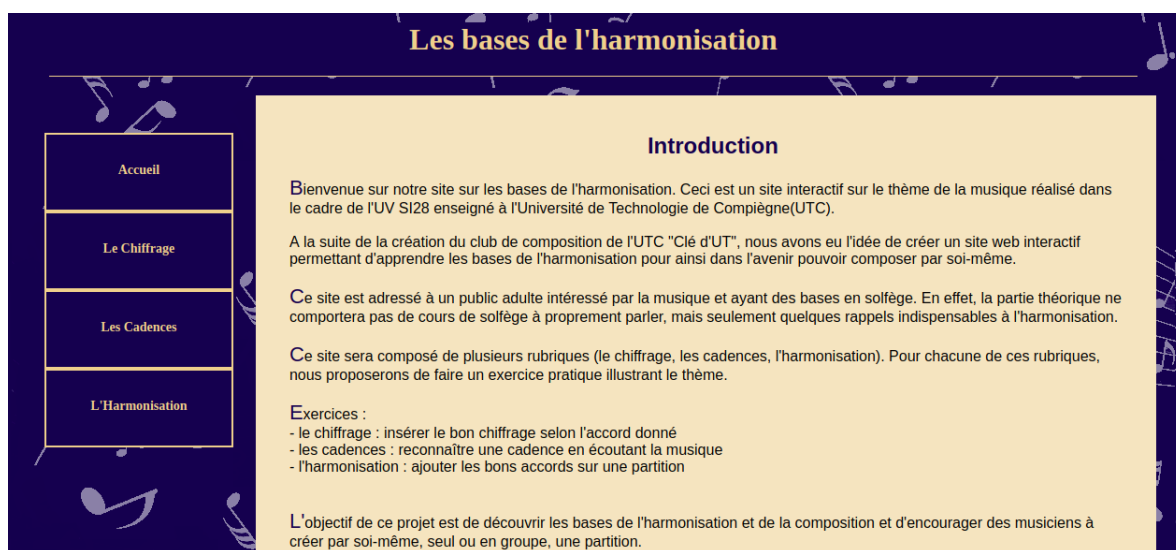 Les bases de l'harmonisation
Accueil
Le Chiffrage
Les Cadences
L'Harmonisation
Introduction
Bienvenue sur notre site sur les bases de l'harmonisation. Ceci est un site interactif sur le thème de la musique réalisé dans
le cadre de l'UV SI28 enseigné à l'Université de Technologie de Compiègne(UTC).
A la suite de la création du club de composition de l'UTC "Clé d'UT", nous avons eu l'idée de créer un site web interactif
permettant d'apprendre les bases de l'harmonisation pour ainsi dans l'avenir pouvoir composer par soi-même.
Ce site est adressé à un public adulte intéressé par la musique et ayant des bases en solfège. En effet, la partie théorique ne
comportera pas de cours de solfège à proprement parler, mais seulement quelques rappels indispensables à l'harmonisation.
Ce site sera composé de plusieurs rubriques (le chiffrage, les cadences, l'harmonisation). Pour chacune de ces rubriques,
nous proposerons de faire un exercice pratique illustrant le thème.
Exercices :
- le chiffrage : insérer le bon chiffrage selon l'accord donné
- les cadences : reconnaître une cadence en écoutant la musique
- l'harmonisation : ajouter les bons accords sur une partition
L'objectif de ce projet est de découvrir les bases de l'harmonisation et de la composition et d'encourager des musiciens à
créer par soi-même, seul ou en groupe, une partition.